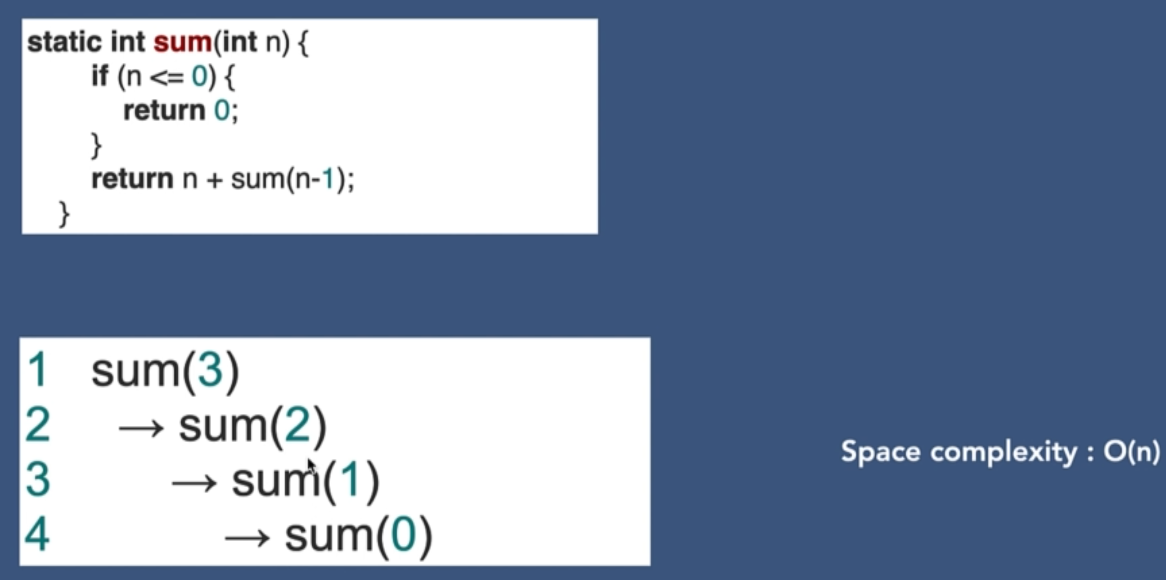 static int sum(int n) {
if (n <= 0) {
return 0;
}
return n + sum(n-1);
}
1 sum(3)
2 → sum(2)
3 → sum(1)
4 → sum(0)
Space complexity : O(n)